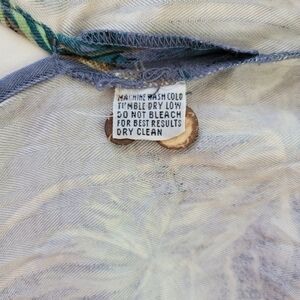 MACHINE WASH COLD
TUMBLE DRY LOW
DO NOT BLEACH
FOR BEST RESULTS
DRY CLEAN